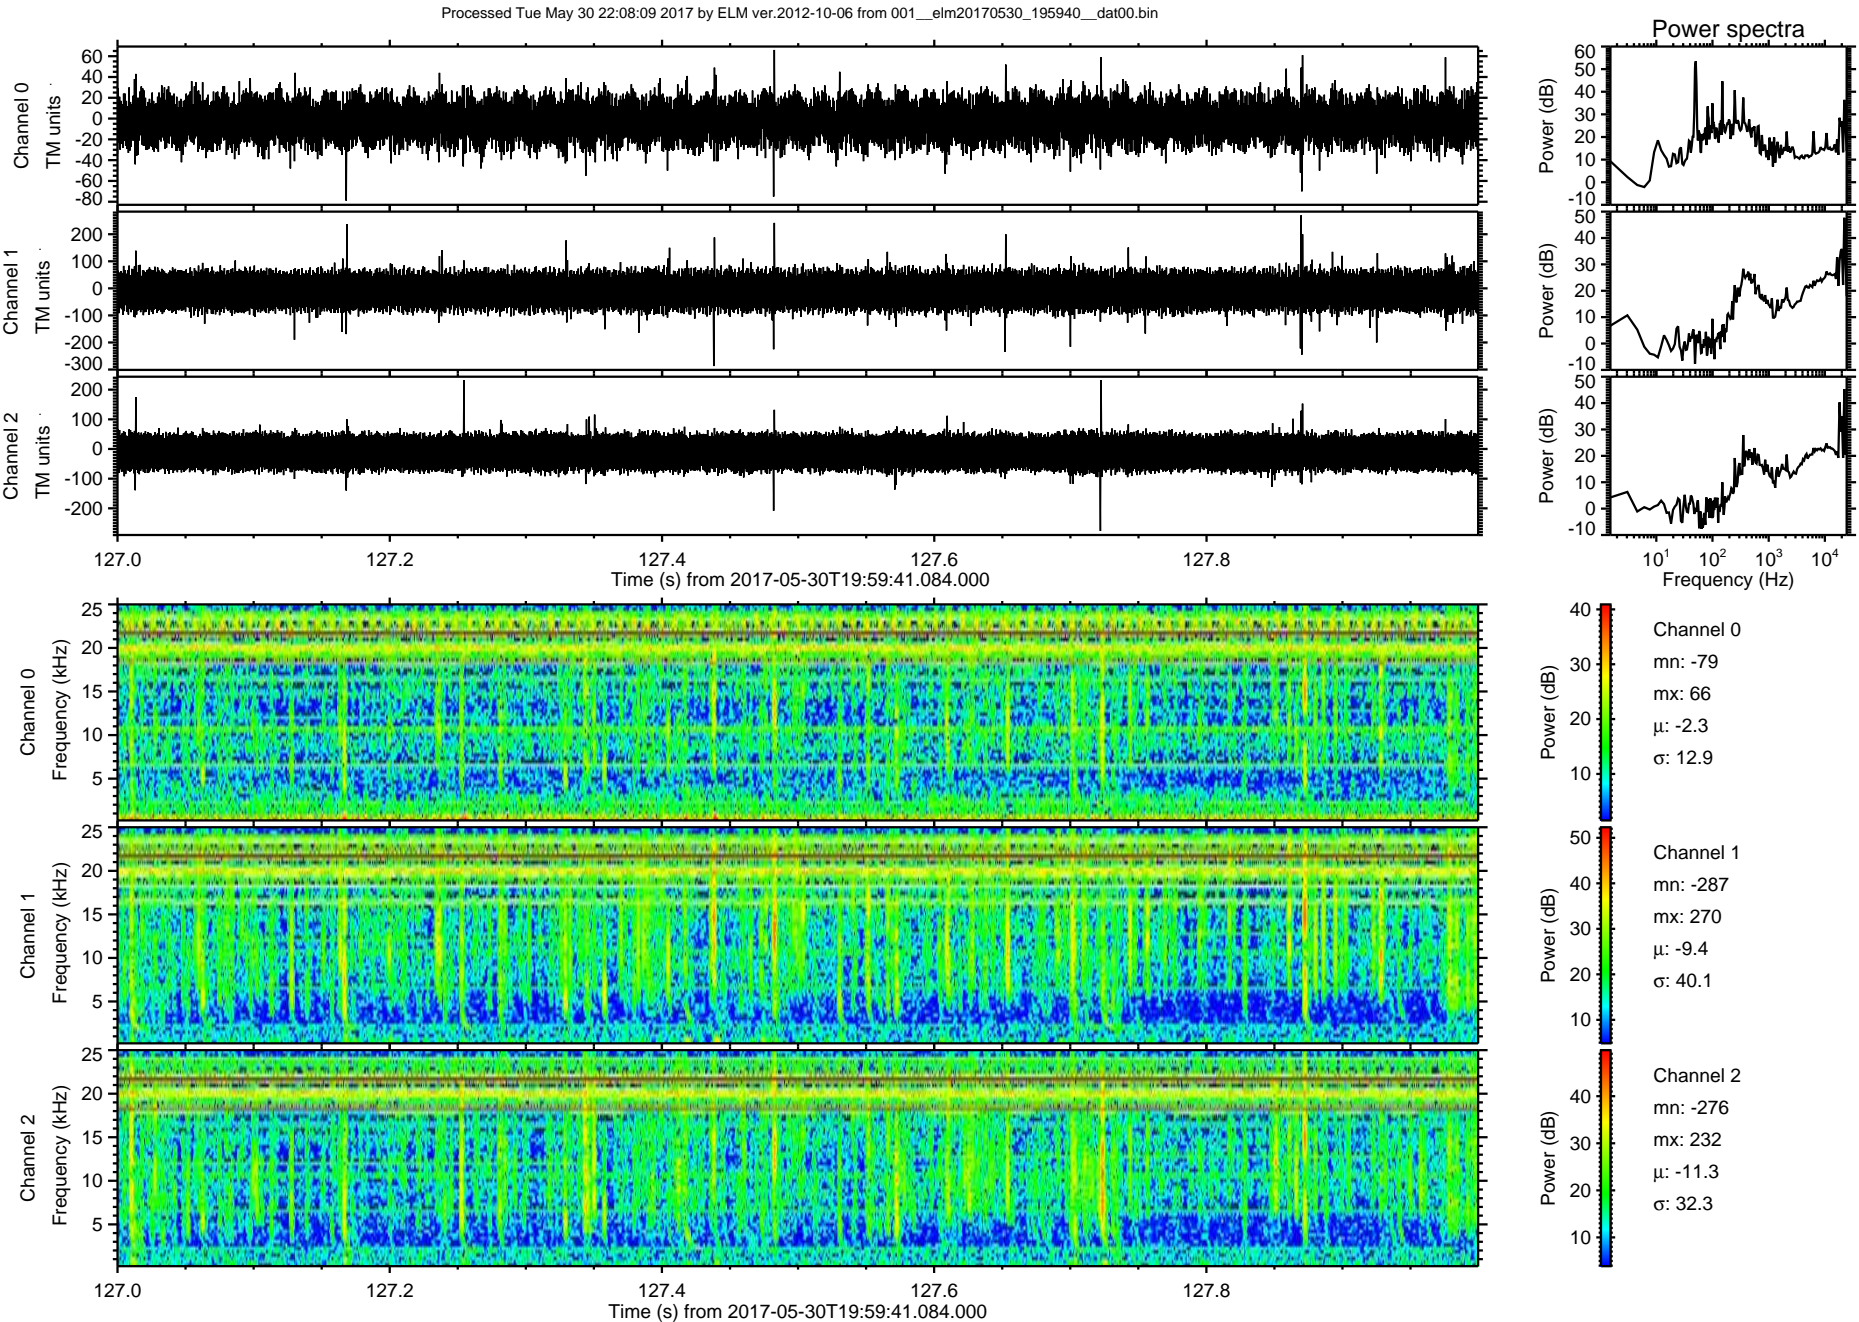 Processed Tue May 30 22:08:09 2017 by ELM ver.2012-10-06 from 001__elm20170530_195940__dat00.bin
Power spectra
Channel 0
TM units
60
40
20
0
-20
-40
-60
-80
Power (dB)
60
50
40
30
20
10
0
-10
Channel 1
TM units
200
100
0
-100
-200
-300
Power (dB)
50
40
30
20
10
0
-10
Channel 2
TM units
200
100
0
-100
-200
Power (dB)
50
40
30
20
10
0
-10
127.0 127.2 127.4 127.6 127.8
Time (s) from 2017-05-30T19:59:41.084.000
10^1 10^2 10^3 10^4
Frequency (Hz)
Channel 0
Frequency (kHz)
25
20
15
10
5
Power (dB)
40
30
20
10
Channel 0
mn: -79
mx: 66
μ: -2.3
σ: 12.9
Channel 1
Frequency (kHz)
25
20
15
10
5
Power (dB)
50
40
30
20
10
Channel 1
mn: -287
mx: 270
μ: -9.4
σ: 40.1
Channel 2
Frequency (kHz)
25
20
15
10
5
Power (dB)
40
30
20
10
Channel 2
mn: -276
mx: 232
μ: -11.3
σ: 32.3
127.0 127.2 127.4 127.6 127.8
Time (s) from 2017-05-30T19:59:41.084.000